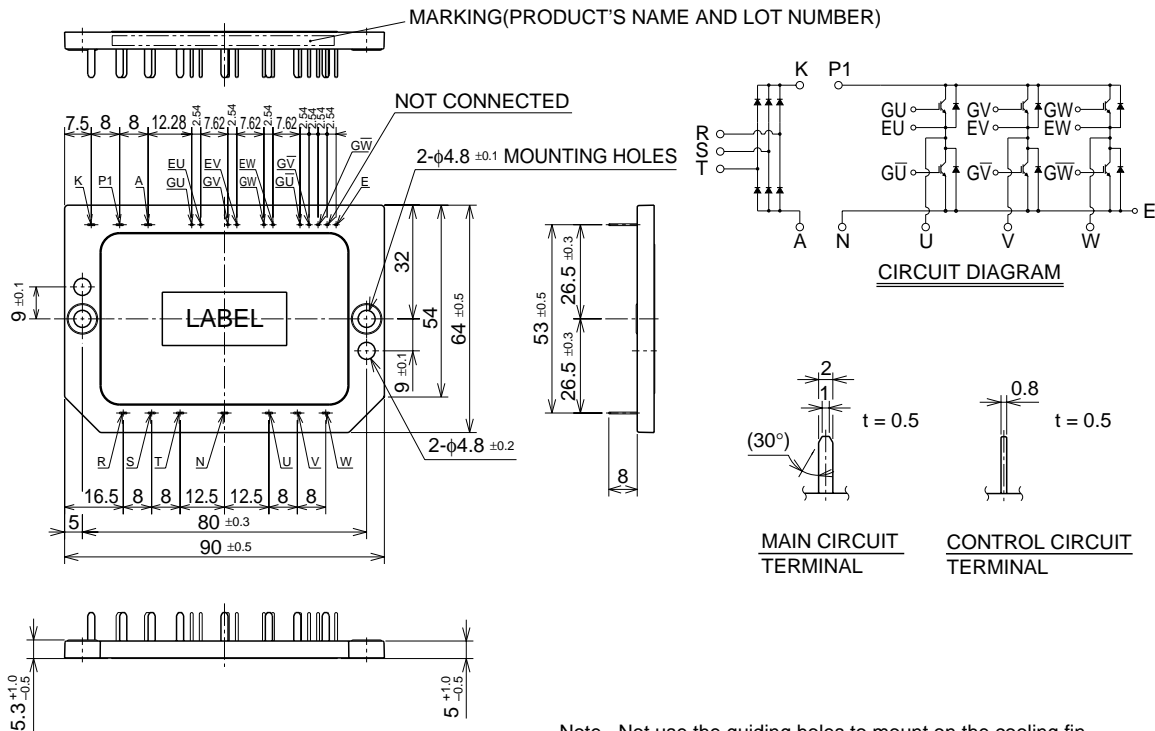 MARKING(PRODUCT'S NAME AND LOT NUMBER)
NOT CONNECTED
7.5 8 8 12.28 2.54 7.62 2.54 7.62 2.54 7.62 2.54 2.54 2.54 2.54
GW̅
2-ϕ4.8 ±0.1 MOUNTING HOLES
EU EV EW GV̅
K P1 A GU GV GW GU̅ E
LABEL
9 ±0.1
32
54
64 ±0.5
9 ±0.1
2-ϕ4.8 ±0.2
R S T N U V W
16.5 8 8 12.5 12.5 8 8
5 80 ±0.3
90 ±0.5
53 ±0.5
26.5 ±0.3
26.5 ±0.3
8
K P1
R
S
T
GU GV GW
EU EV EW
GU̅ GV̅ GW̅
E
A N U V W
CIRCUIT DIAGRAM
2
1
t = 0.5
(30°)
MAIN CIRCUIT
TERMINAL
0.8
t = 0.5
CONTROL CIRCUIT
TERMINAL
5.3 +1.0 –0.5
5 +1.0 –0.5
Note. Not use the guiding holes to mount on the cooling fin.